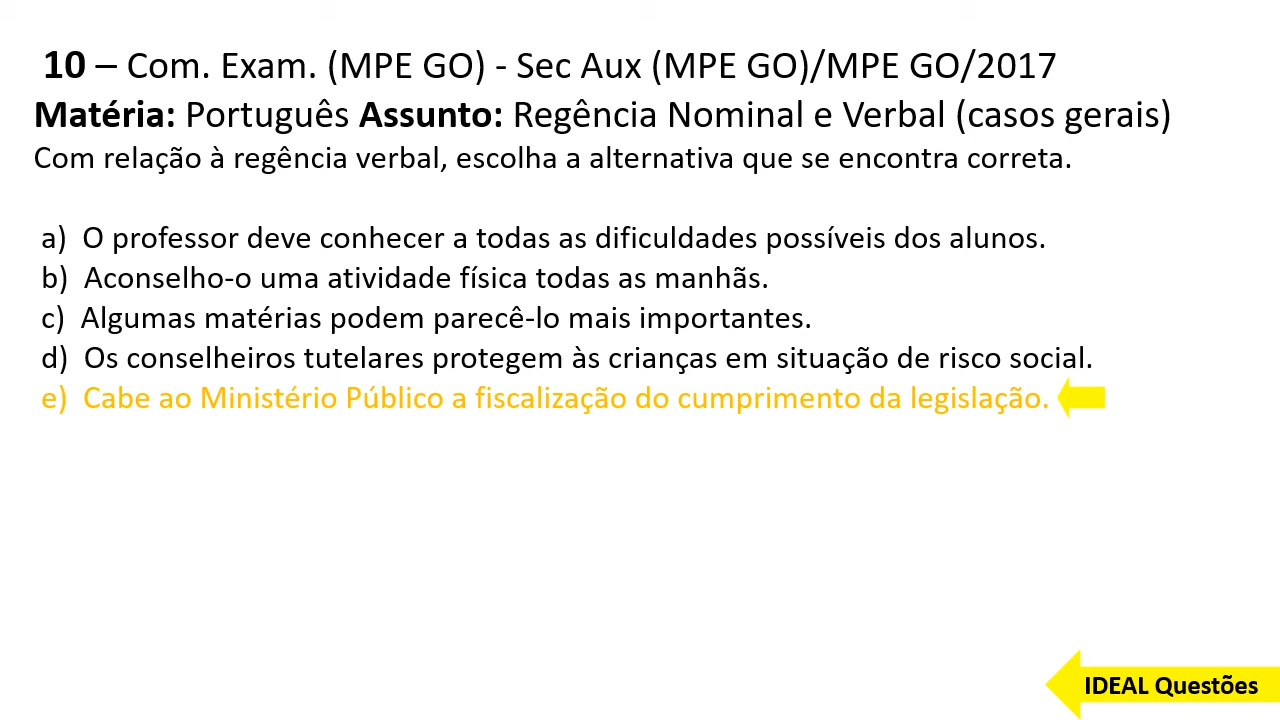 10 – Com. Exam. (MPE GO) - Sec Aux (MPE GO)/MPE GO/2017
Matéria: Português Assunto: Regência Nominal e Verbal (casos gerais)
Com relação à regência verbal, escolha a alternativa que se encontra correta.
a) O professor deve conhecer a todas as dificuldades possíveis dos alunos.
b) Aconselho-o uma atividade física todas as manhãs.
c) Algumas matérias podem parecê-lo mais importantes.
d) Os conselheiros tutelares protegem às crianças em situação de risco social.
e) Cabe ao Ministério Público a fiscalização do cumprimento da legislação.
IDEAL Questões